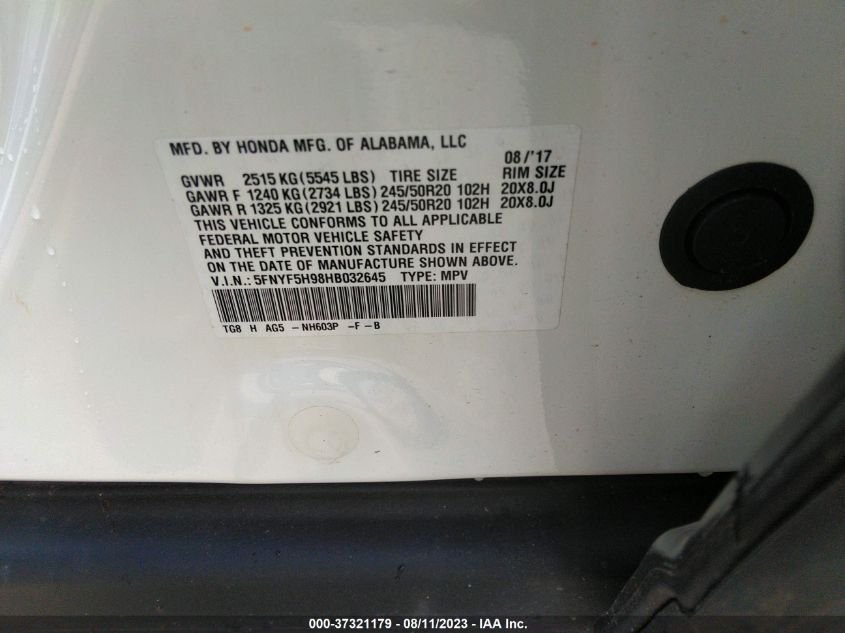 MFD. BY HONDA MFG. OF ALABAMA, LLC 08/'17
GVWR 2515 KG(5545 LBS) TIRE SIZE RIM SIZE
GAWR F 1240 KG(2734 LBS) 245/50R20 102H 20X8.0J
GAWR R 1325 KG(2921 LBS) 245/50R20 102H 20X8.0J
THIS VEHICLE CONFORMS TO ALL APPLICABLE
FEDERAL MOTOR VEHICLE SAFETY
AND THEFT PREVENTION STANDARDS IN EFFECT
ON THE DATE OF MANUFACTURE SHOWN ABOVE.
V.I.N.: 5FNYF5H98HB032645 TYPE: MPV
TG8 H AG5 -NH603P -F-B
000-37321179 - 08/11/2023 - IAA Inc.